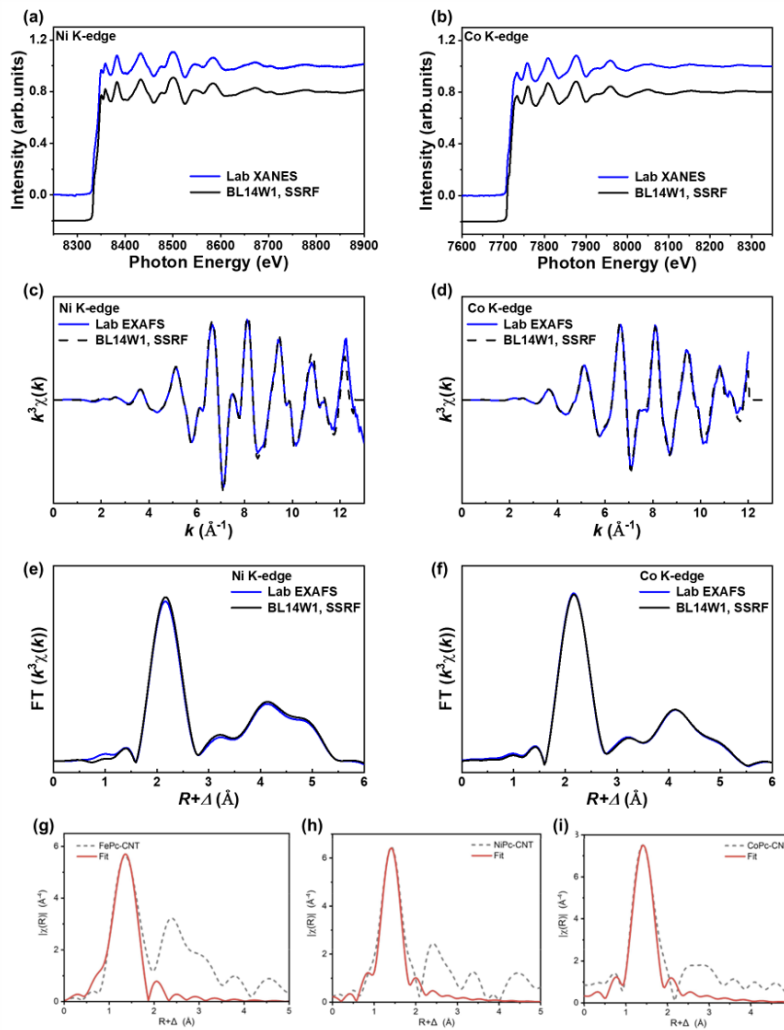 (a)
Ni K-edge
1.2
0.8
0.4
0.0
Intensity (arb.units)
Lab XANES
BL14W1, SSRF
8300 8400 8500 8600 8700 8800 8900
Photon Energy (eV)
(b)
Co K-edge
1.2
0.8
0.4
0.0
Intensity (arb.units)
Lab XANES
BL14W1, SSRF
7600 7700 7800 7900 8000 8100 8200 8300
Photon Energy (eV)
(c)
Ni K-edge
Lab EXAFS
BL14W1, SSRF
k³χ(k)
0 2 4 6 8 10 12
k (Å⁻¹)
(d)
Co K-edge
Lab EXAFS
BL14W1, SSRF
k³χ(k)
0 2 4 6 8 10 12
k (Å⁻¹)
(e)
Ni K-edge
Lab EXAFS
BL14W1, SSRF
FT (k³χ(k))
0 1 2 3 4 5 6
R+Δ (Å)
(f)
Co K-edge
Lab EXAFS
BL14W1, SSRF
FT (k³χ(k))
0 1 2 3 4 5 6
R+Δ (Å)
(g)
FePc-CNT
Fit
6
4
2
0
|χ(R)| (Å⁻⁴)
0 1 2 3 4 5
R+Δ (Å)
(h)
NiPc-CNT
Fit
6
4
2
0
|χ(R)| (Å⁻⁴)
0 1 2 3 4 5
R+Δ (Å)
(i)
CoPc-CN
Fit
|χ(R)| (Å⁻⁴)
0 1 2 3 4 5
R+Δ (Å)